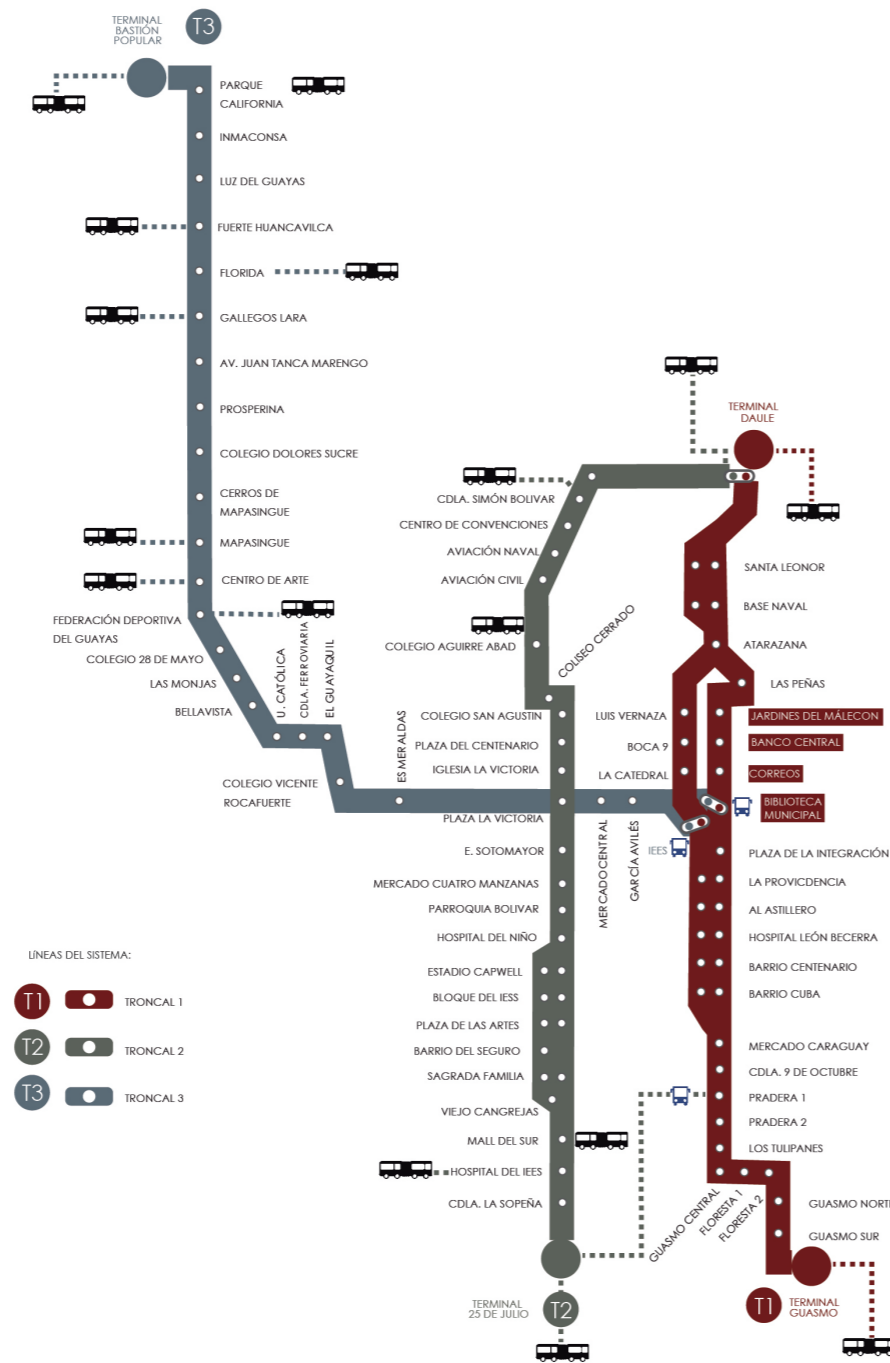 TERMINAL
BASTIÓN
POPULAR
T3
PARQUE
CALIFORNIA
INMACONSA
LUZ DEL GUAYAS
FUERTE HUANCAVILCA
FLORIDA
GALLEGOS LARA
AV. JUAN TANCA MARENGO
PROSPERINA
COLEGIO DOLORES SUCRE
CERROS DE
MAPASINGUE
MAPASINGUE
CENTRO DE ARTE
FEDERACIÓN DEPORTIVA
DEL GUAYAS
COLEGIO 28 DE MAYO
LAS MONJAS
BELLAVISTA
U. CATÓLICA
CDLA. FERROVIARIA
EL GUAYAQUIL
COLEGIO VICENTE
ROCAFUERTE
ESMERALDAS
TERMINAL
DAULE
CDLA. SIMÓN BOLIVAR
CENTRO DE CONVENCIONES
AVIACIÓN NAVAL
AVIACIÓN CIVIL
COLEGIO AGUIRRE ABAD
COLISEO CERRADO
COLEGIO SAN AGUSTIN
PLAZA DEL CENTENARIO
IGLESIA LA VICTORIA
PLAZA LA VICTORIA
E. SOTOMAYOR
MERCADO CUATRO MANZANAS
PARROQUIA BOLIVAR
HOSPITAL DEL NIÑO
ESTADIO CAPWELL
BLOQUE DEL IESS
PLAZA DE LAS ARTES
BARRIO DEL SEGURO
SAGRADA FAMILIA
VIEJO CANGREJAS
MALL DEL SUR
HOSPITAL DEL IEES
CDLA. LA SOPEÑA
TERMINAL
25 DE JULIO
T2
MERCADO CENTRAL
GARCÍA AVILÉS
SANTA LEONOR
BASE NAVAL
ATARAZANA
LAS PEÑAS
LUIS VERNAZA
BOCA 9
LA CATEDRAL
IEES
JARDINES DEL MÁLECON
BANCO CENTRAL
CORREOS
BIBLIOTECA
MUNICIPAL
PLAZA DE LA INTEGRACIÓN
LA PROVICDENCIA
AL ASTILLERO
HOSPITAL LEÓN BECERRA
BARRIO CENTENARIO
BARRIO CUBA
MERCADO CARAGUAY
CDLA. 9 DE OCTUBRE
PRADERA 1
PRADERA 2
LOS TULIPANES
GUASMO CENTRAL
FLORESTA 1
FLORESTA 2
GUASMO NORTE
GUASMO SUR
T1
TERMINAL
GUASMO
LÍNEAS DEL SISTEMA:
T1 TRONCAL 1
T2 TRONCAL 2
T3 TRONCAL 3